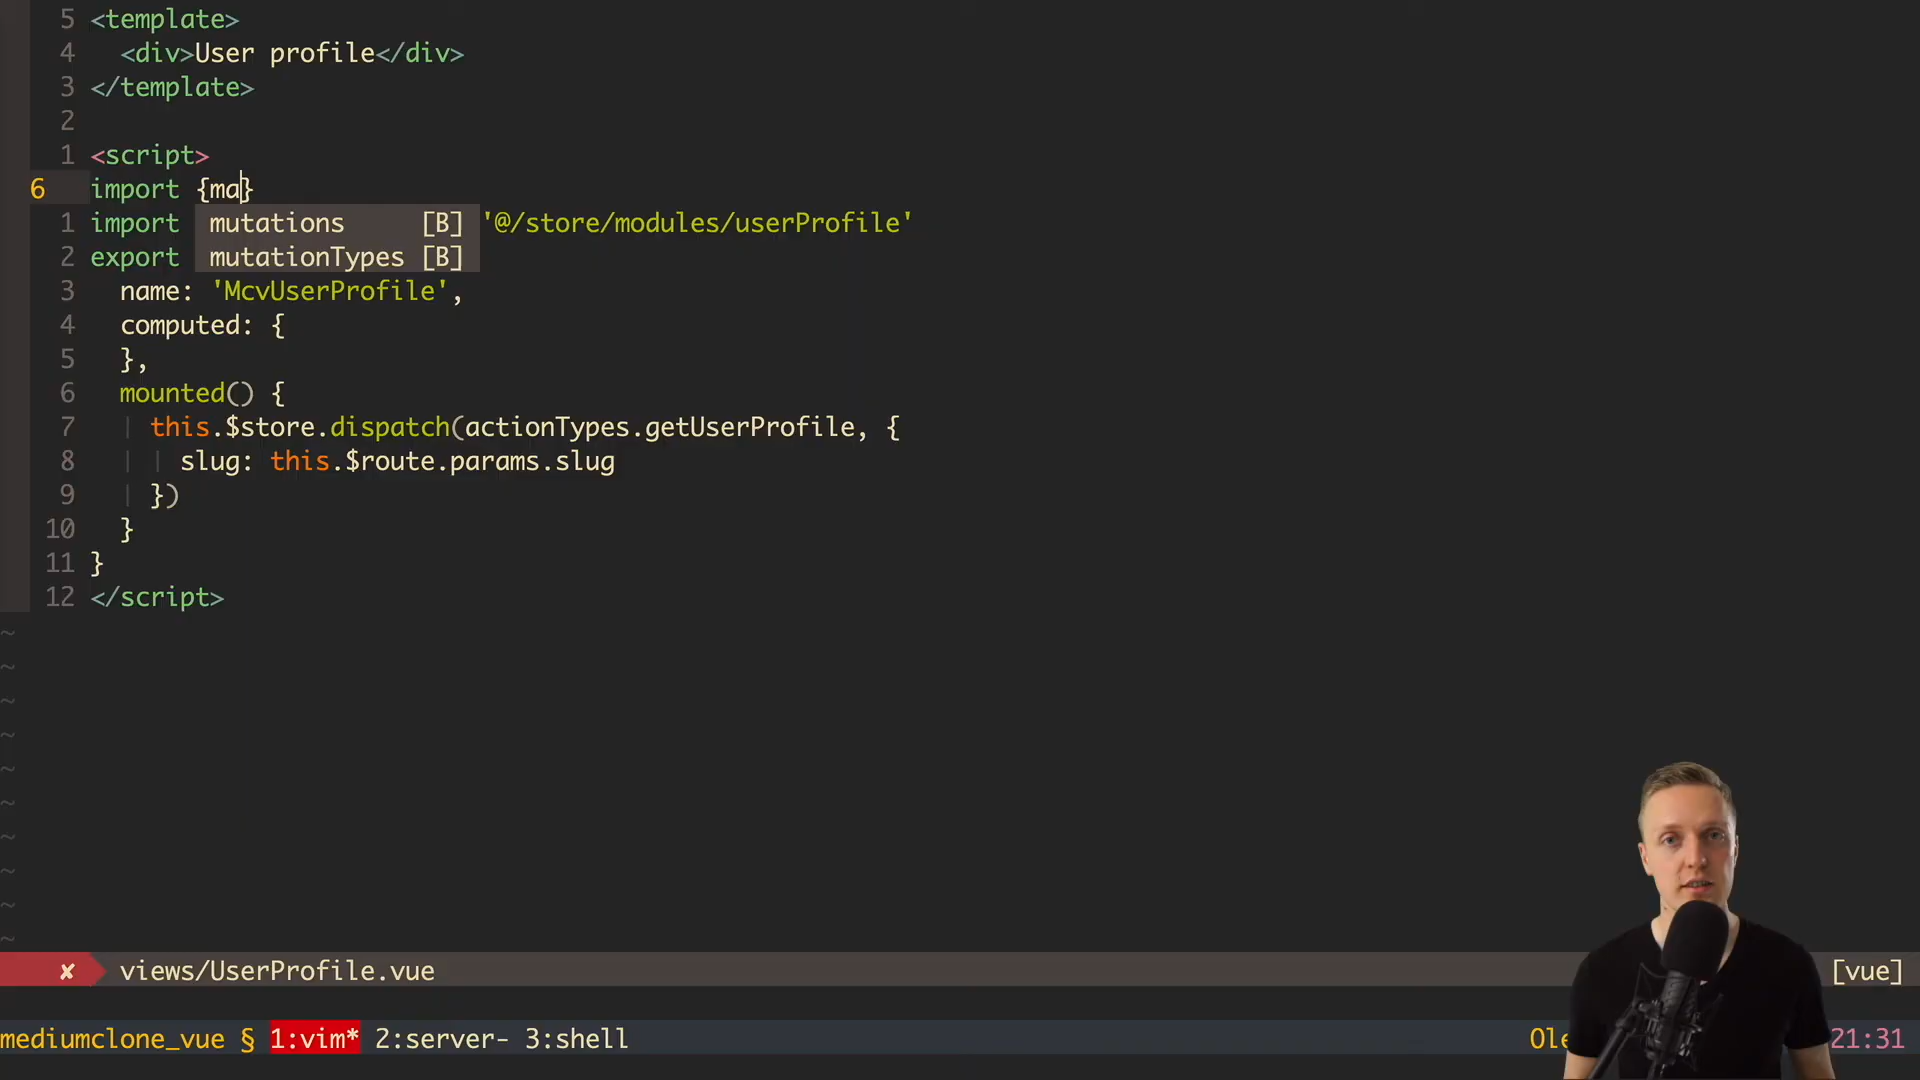 5 <template>
4 <div>User profile</div>
3 </template>
2
1 <script>
6 import {ma}
1 import mutations [B] '@/store/modules/userProfile'
2 export mutationTypes [B]
3 name: 'McvUserProfile',
4 computed: {
5 },
6 mounted() {
7 this.$store.dispatch(actionTypes.getUserProfile, {
8 slug: this.$route.params.slug
9 })
10 }
11 }
12 </script>
~
~
~
~
~
~
~
~
~
~
✘ views/UserProfile.vue [vue]
mediumclone_vue § 1:vim* 2:server- 3:shell 21:31